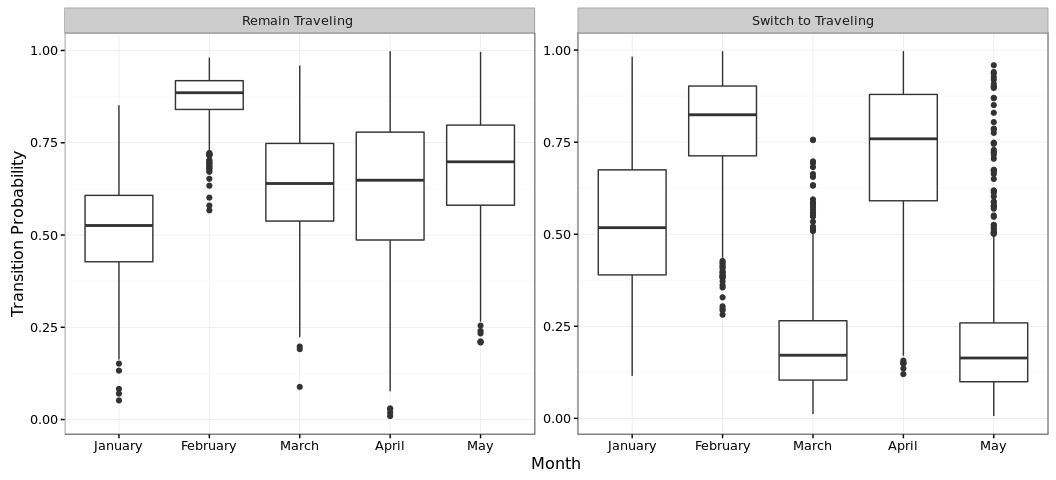 Remain Traveling
Switch to Traveling
Transition Probability
1.00
0.75
0.50
0.25
0.00
1.00
0.75
0.50
0.25
0.00
January February March April May
January February March April May
Month